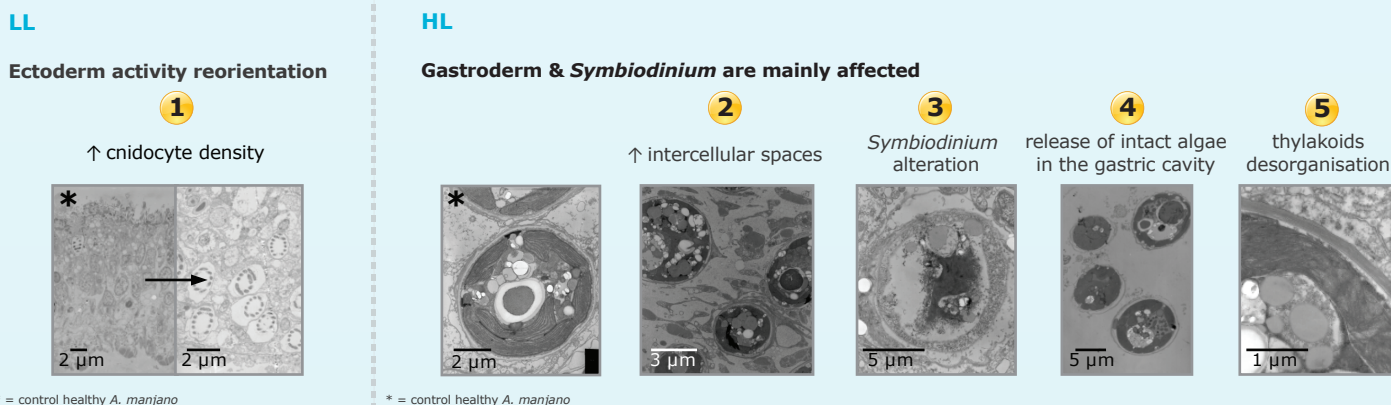 LL
Ectoderm activity reorientation
1
↑ cnidocyte density
*
2 µm
2 µm
= control healthy A. manjano
HL
Gastroderm & Symbiodinium are mainly affected
*
2 µm
2
↑ intercellular spaces
3 µm
3
Symbiodinium
alteration
5 µm
4
release of intact algae
in the gastric cavity
5 µm
5
thylakoids
desorganisation
1 µm
* = control healthy A. manjano